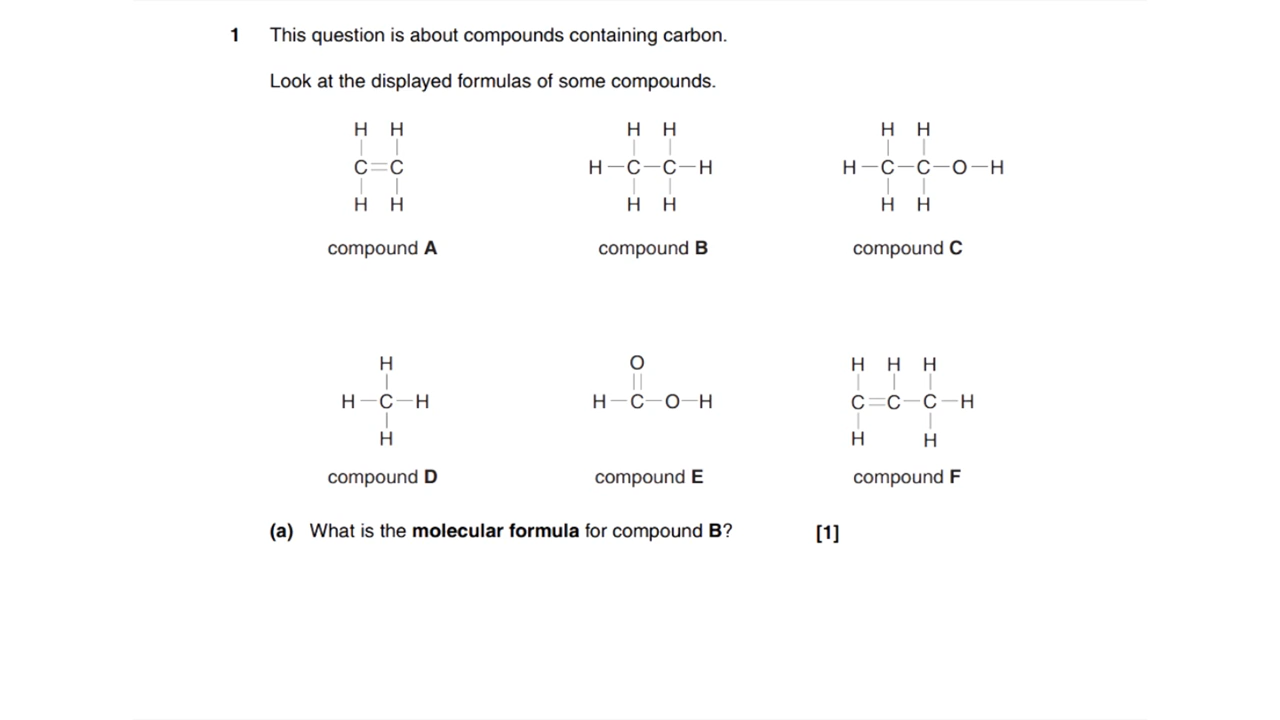 1 This question is about compounds containing carbon.
Look at the displayed formulas of some compounds.
H H H H H H
C=C H-C-C-H H-C-C-O-H
H H H H H H
compound A compound B compound C
H O H H H
H-C-H H-C-O-H C=C-C-H
H H H
compound D compound E compound F
(a) What is the molecular formula for compound B? [1]